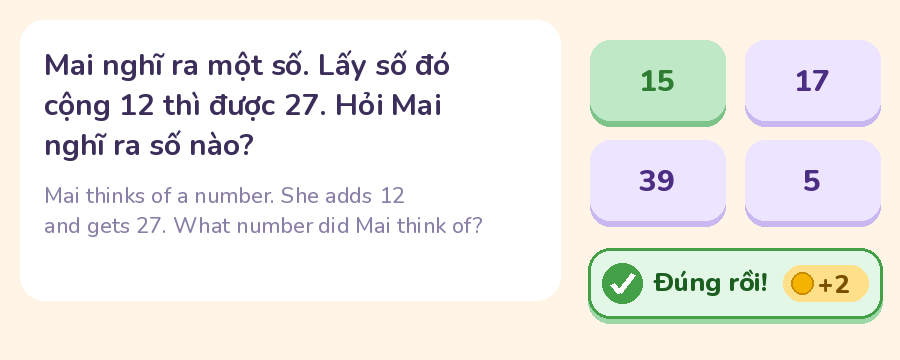 Mai nghĩ ra một số. Lấy số đó
cộng 12 thì được 27. Hỏi Mai
nghĩ ra số nào?
Mai thinks of a number. She adds 12
and gets 27. What number did Mai think of?
15
17
39
5
Đúng rồi!
+2